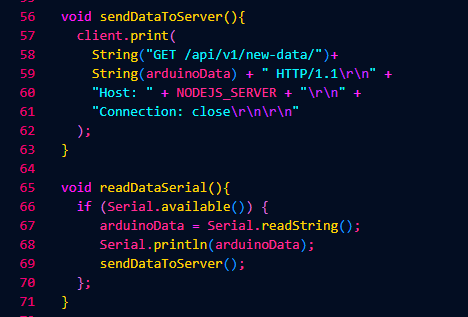 56 void sendDataToServer(){
57 client.print(
58 String("GET /api/v1/new-data/")+
59 String(arduinoData) + " HTTP/1.1\r\n" +
60 "Host: " + NODEJS_SERVER + "\r\n" +
61 "Connection: close\r\n\r\n"
62 );
63 }
64
65 void readDataSerial(){
66 if (Serial.available()) {
67 arduinoData = Serial.readString();
68 Serial.println(arduinoData);
69 sendDataToServer();
70 };
71 }